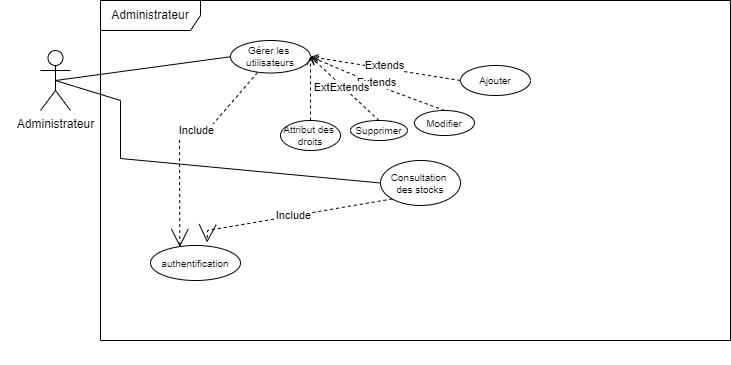 Administrateur
Gérer les
utilisateurs
Extends
Extends
ExtExtends
Ajouter
Administrateur
Attribut des
droits
Supprimer
Modifier
Include
Consultation
des stocks
Include
authentification